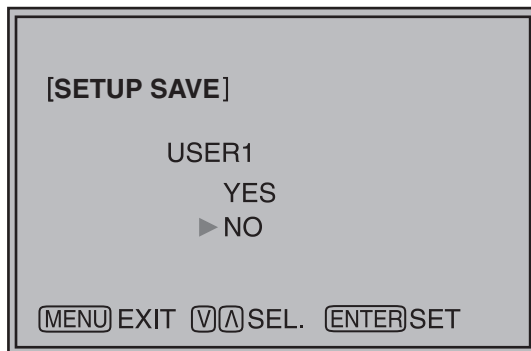 [SETUP SAVE]
USER1
YES
▶ NO
MENU EXIT V Λ SEL. ENTER SET